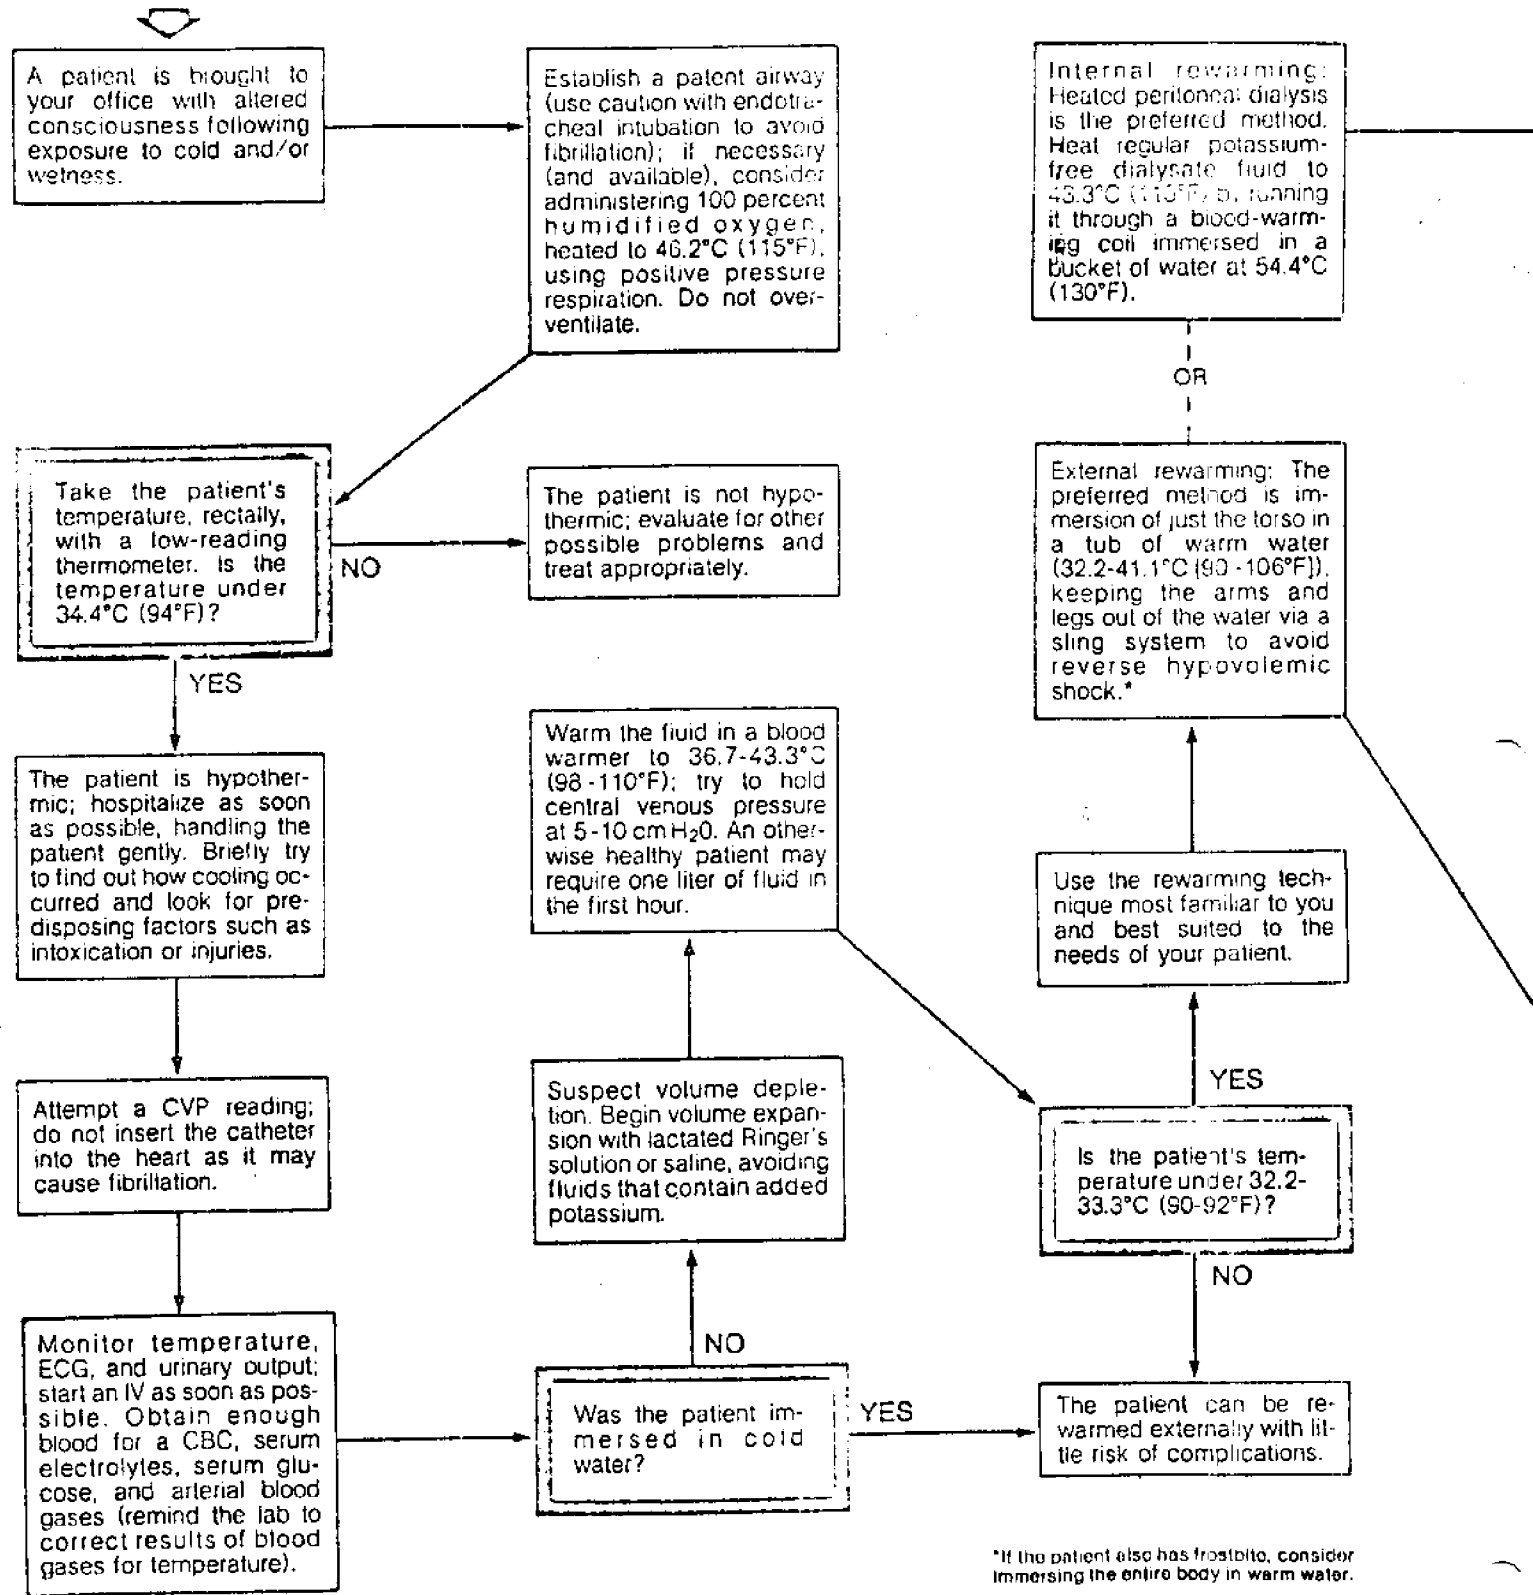 A patient is brought to
your office with altered
consciousness following
exposure to cold and/or
wetness.
Establish a patent airway
(use caution with endotra-
cheal intubation to avoid
fibrillation); if necessary
(and available), consider
administering 100 percent
humidified oxygen,
heated to 46.2°C (115°F),
using positive pressure
respiration. Do not over-
ventilate.
Take the patient's
temperature, rectally,
with a low-reading
thermometer. Is the
temperature under
34.4°C (94°F)?
NO
The patient is not hypo-
thermic; evaluate for other
possible problems and
treat appropriately.
YES
The patient is hypother-
mic; hospitalize as soon
as possible, handling the
patient gently. Briefly try
to find out how cooling oc-
curred and look for pre-
disposing factors such as
intoxication or injuries.
Attempt a CVP reading;
do not insert the catheter
into the heart as it may
cause fibrillation.
Monitor temperature,
ECG, and urinary output;
start an IV as soon as pos-
sible. Obtain enough
blood for a CBC, serum
electrolytes, serum glu-
cose, and arterial blood
gases (remind the lab to
correct results of blood
gases for temperature).
Was the patient im-
mersed in cold
water?
NO
Suspect volume deple-
tion. Begin volume expan-
sion with lactated Ringer's
solution or saline, avoiding
fluids that contain added
potassium.
Warm the fluid in a blood
warmer to 36.7-43.3°C
(98-110°F); try to hold
central venous pressure
at 5-10 cm H₂0. An other-
wise healthy patient may
require one liter of fluid in
the first hour.
YES
The patient can be re-
warmed externally with lit-
tle risk of complications.
Is the patient's tem-
perature under 32.2-
33.3°C (90-92°F)?
NO
YES
Use the rewarming tech-
nique most familiar to you
and best suited to the
needs of your patient.
External rewarming: The
preferred method is im-
mersion of just the torso in
a tub of warm water
(32.2-41.1°C [90-106°F]),
keeping the arms and
legs out of the water via a
sling system to avoid
reverse hypovolemic
shock.*
OR
Internal rewarming:
Heated peritoneal dialysis
is the preferred method.
Heat regular potassium-
free dialysate fluid to
43.3°C (110°F) by running
it through a blood-warm-
ing coil immersed in a
bucket of water at 54.4°C
(130°F).
*If the patient also has frostbite, consider
immersing the entire body in warm water.